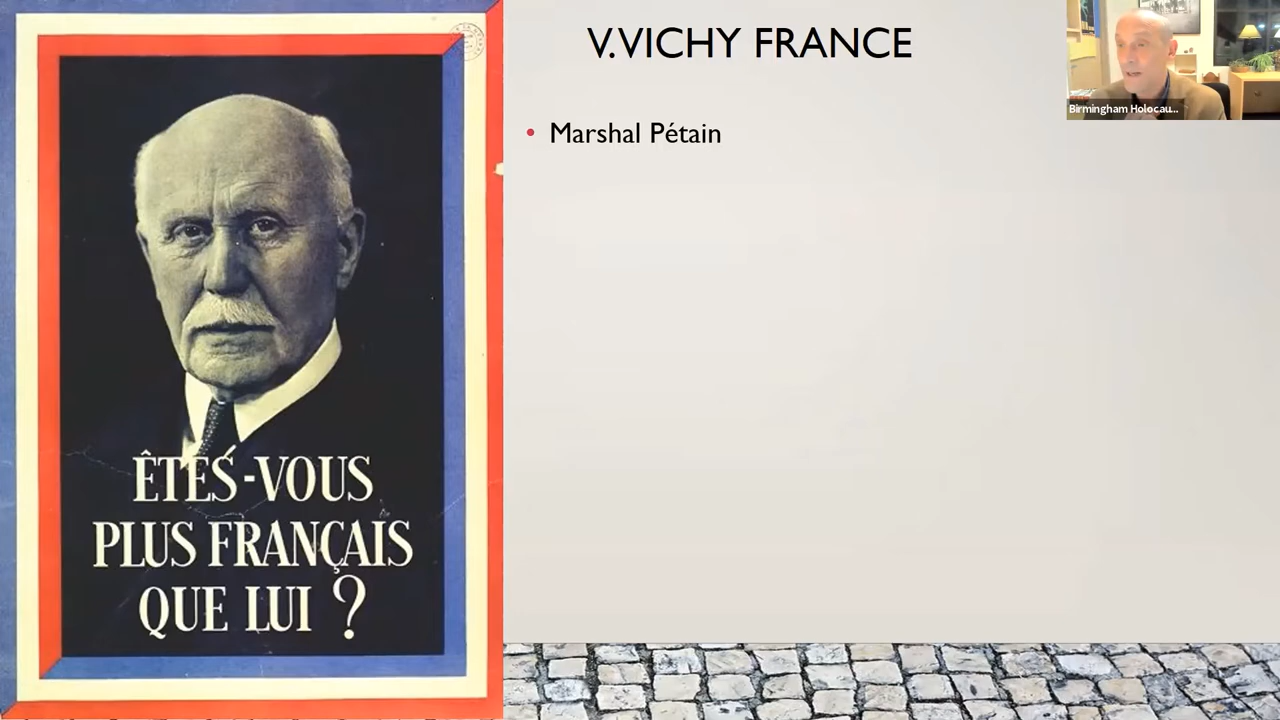 V. VICHY FRANCE
• Marshal Pétain
Birmingham Holocau...
ÊTES-VOUS
PLUS FRANÇAIS
QUE LUI ?